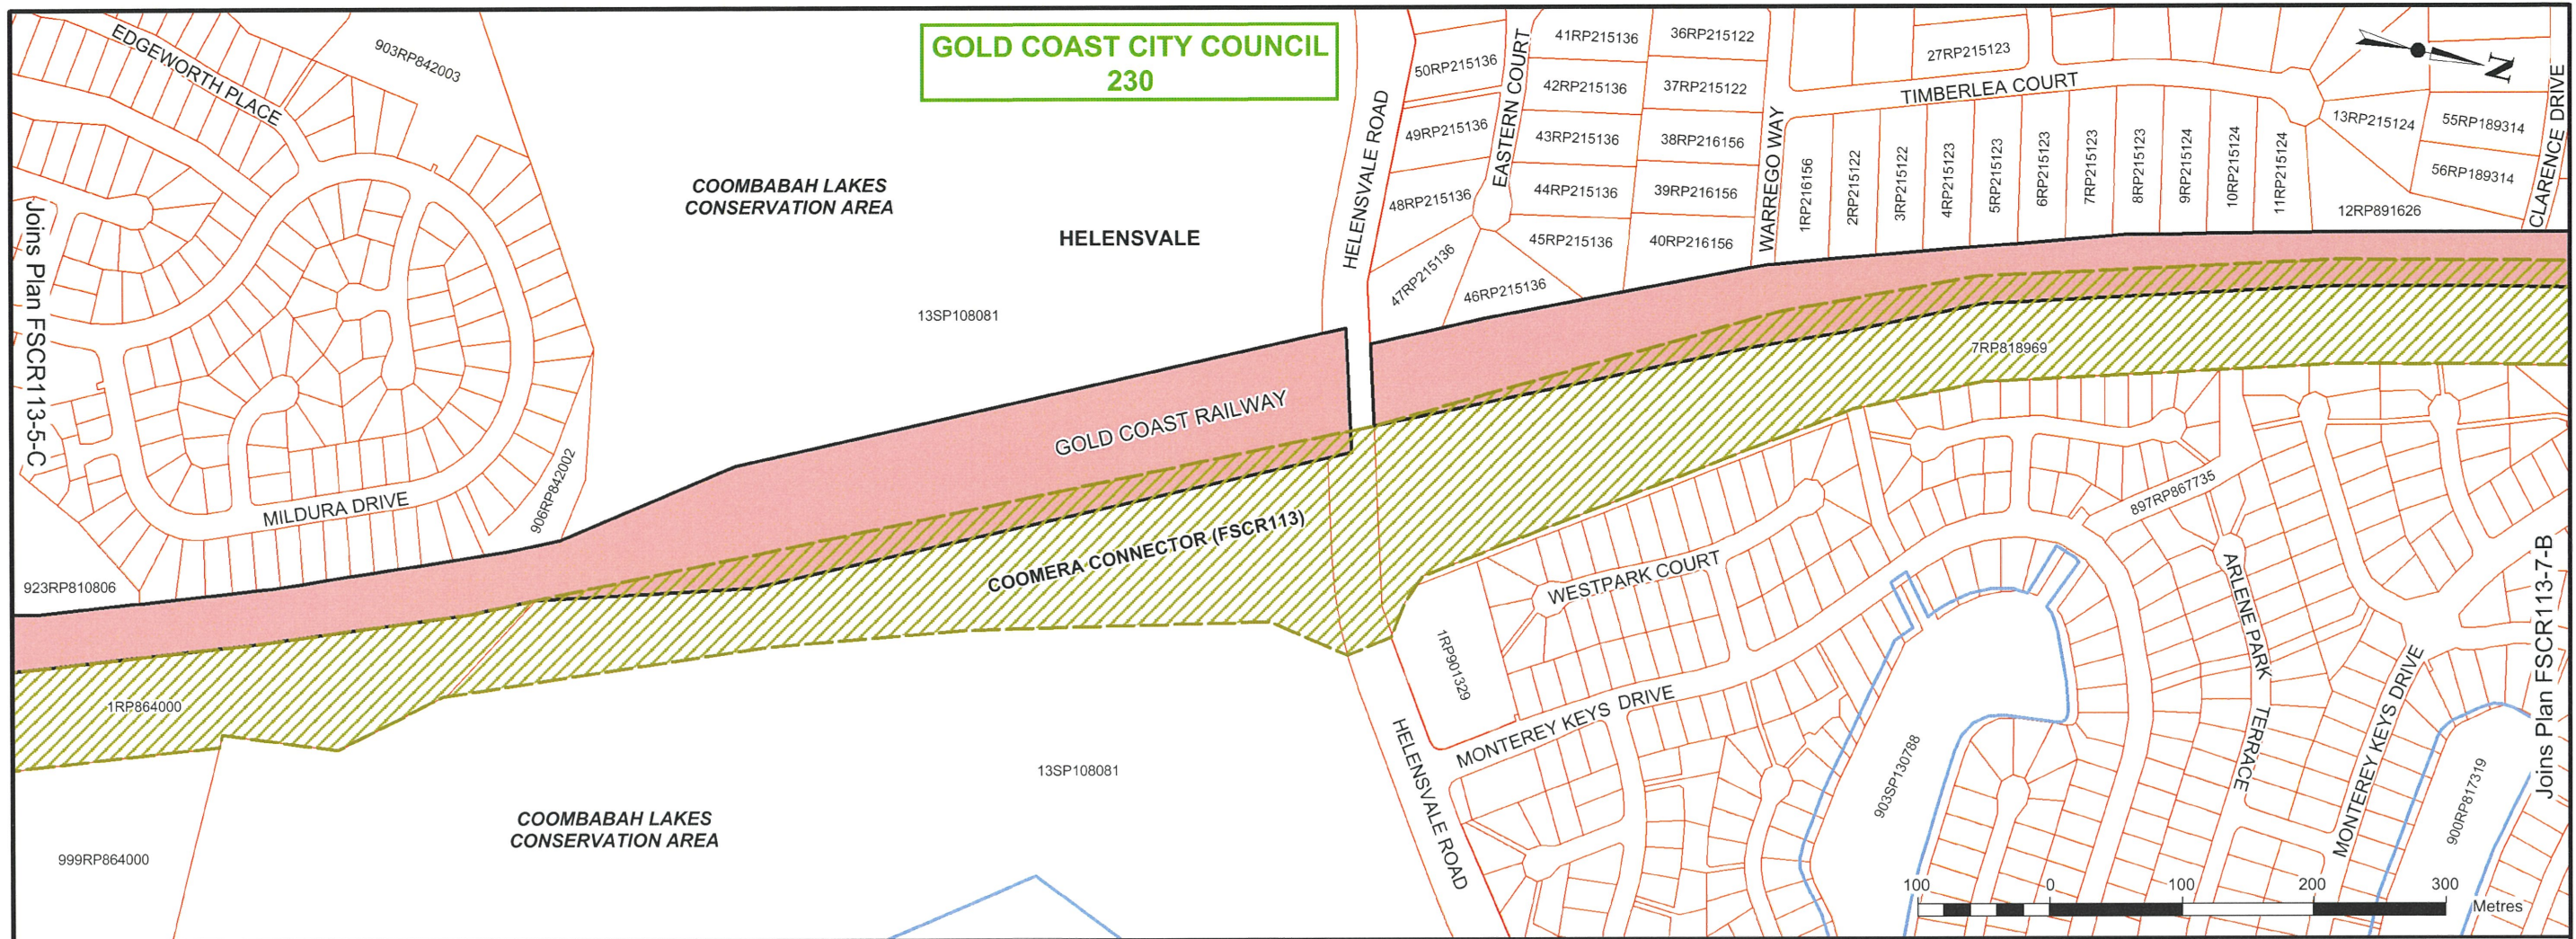 GOLD COAST CITY COUNCIL
230
EDGEWORTH PLACE
903RP842003
COOMBABAH LAKES
CONSERVATION AREA
HELENSVALE
13SP108081
Joins Plan FSCR113-5-C
MILDURA DRIVE
906RP842002
923RP810806
1RP864000
999RP864000
GOLD COAST RAILWAY
COOMERA CONNECTOR (FSCR113)
13SP108081
COOMBABAH LAKES
CONSERVATION AREA
HELENSVALE ROAD
50RP215136
49RP215136
48RP215136
47RP215136
46RP215136
EASTERN COURT
41RP215136
42RP215136
43RP215136
44RP215136
45RP215136
36RP215122
37RP215122
38RP216156
39RP216156
40RP216156
WARREGO WAY
27RP215123
TIMBERLEA COURT
1RP216156
2RP215122
3RP215122
4RP215123
5RP215123
6RP215123
7RP215123
8RP215123
9RP215124
10RP215124
11RP215124
13RP215124
55RP189314
56RP189314
12RP891626
CLARENCE DRIVE
N
7RP818969
WESTPARK COURT
1RP901329
MONTEREY KEYS DRIVE
HELENSVALE ROAD
897RP867735
ARLENE PARK TERRACE
903SP130788
MONTEREY KEYS DRIVE
900RP817319
Joins Plan FSCR113-7-B
100 0 100 200 300
Metres